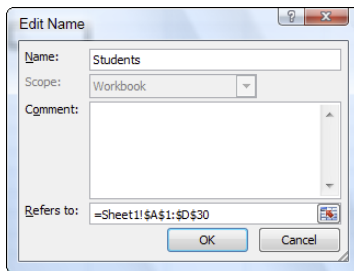 Edit Name
Name: Students
Scope: Workbook
Comment:
Refers to: =Sheet1!$A$1:$D$30
OK Cancel